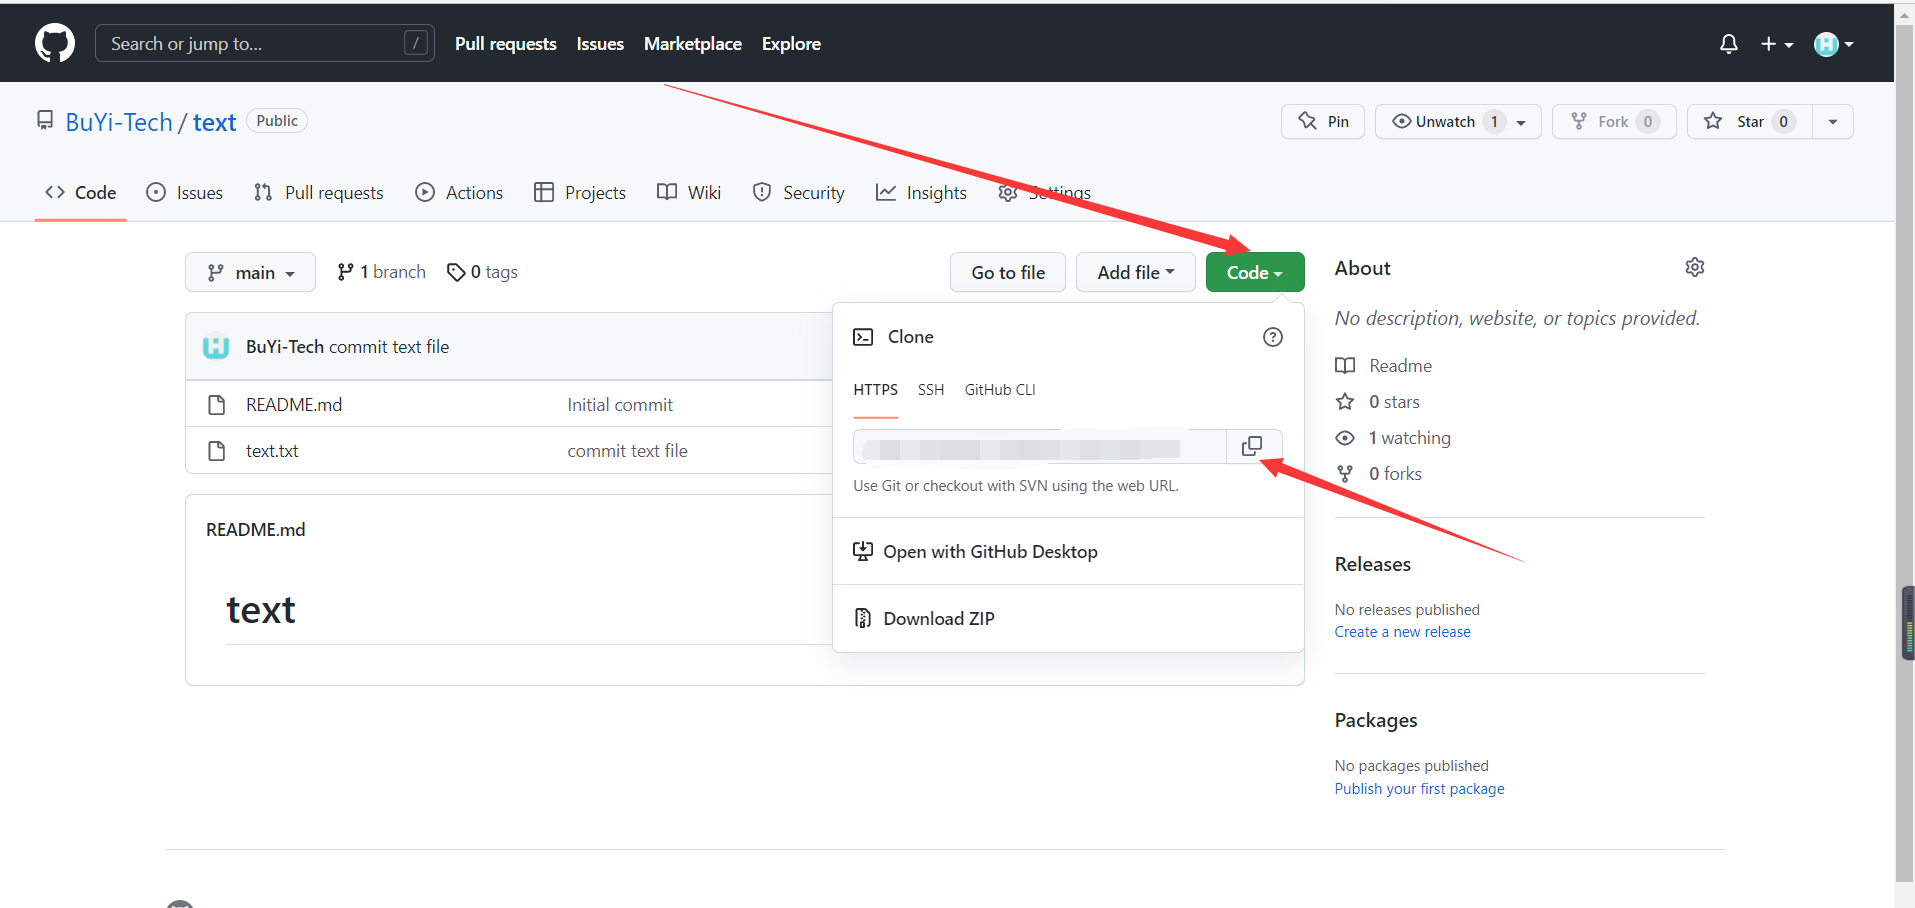 Search or jump to... / Pull requests Issues Marketplace Explore
BuYi-Tech / text Public Pin Unwatch 1 Fork 0 Star 0
Code Issues Pull requests Actions Projects Wiki Security Insights Settings
main 1 branch 0 tags Go to file Add file Code
BuYi-Tech commit text file
README.md Initial commit
text.txt commit text file
README.md
text
Clone
HTTPS SSH GitHub CLI
Use Git or checkout with SVN using the web URL.
Open with GitHub Desktop
Download ZIP
About
No description, website, or topics provided.
Readme
0 stars
1 watching
0 forks
Releases
No releases published
Create a new release
Packages
No packages published
Publish your first package